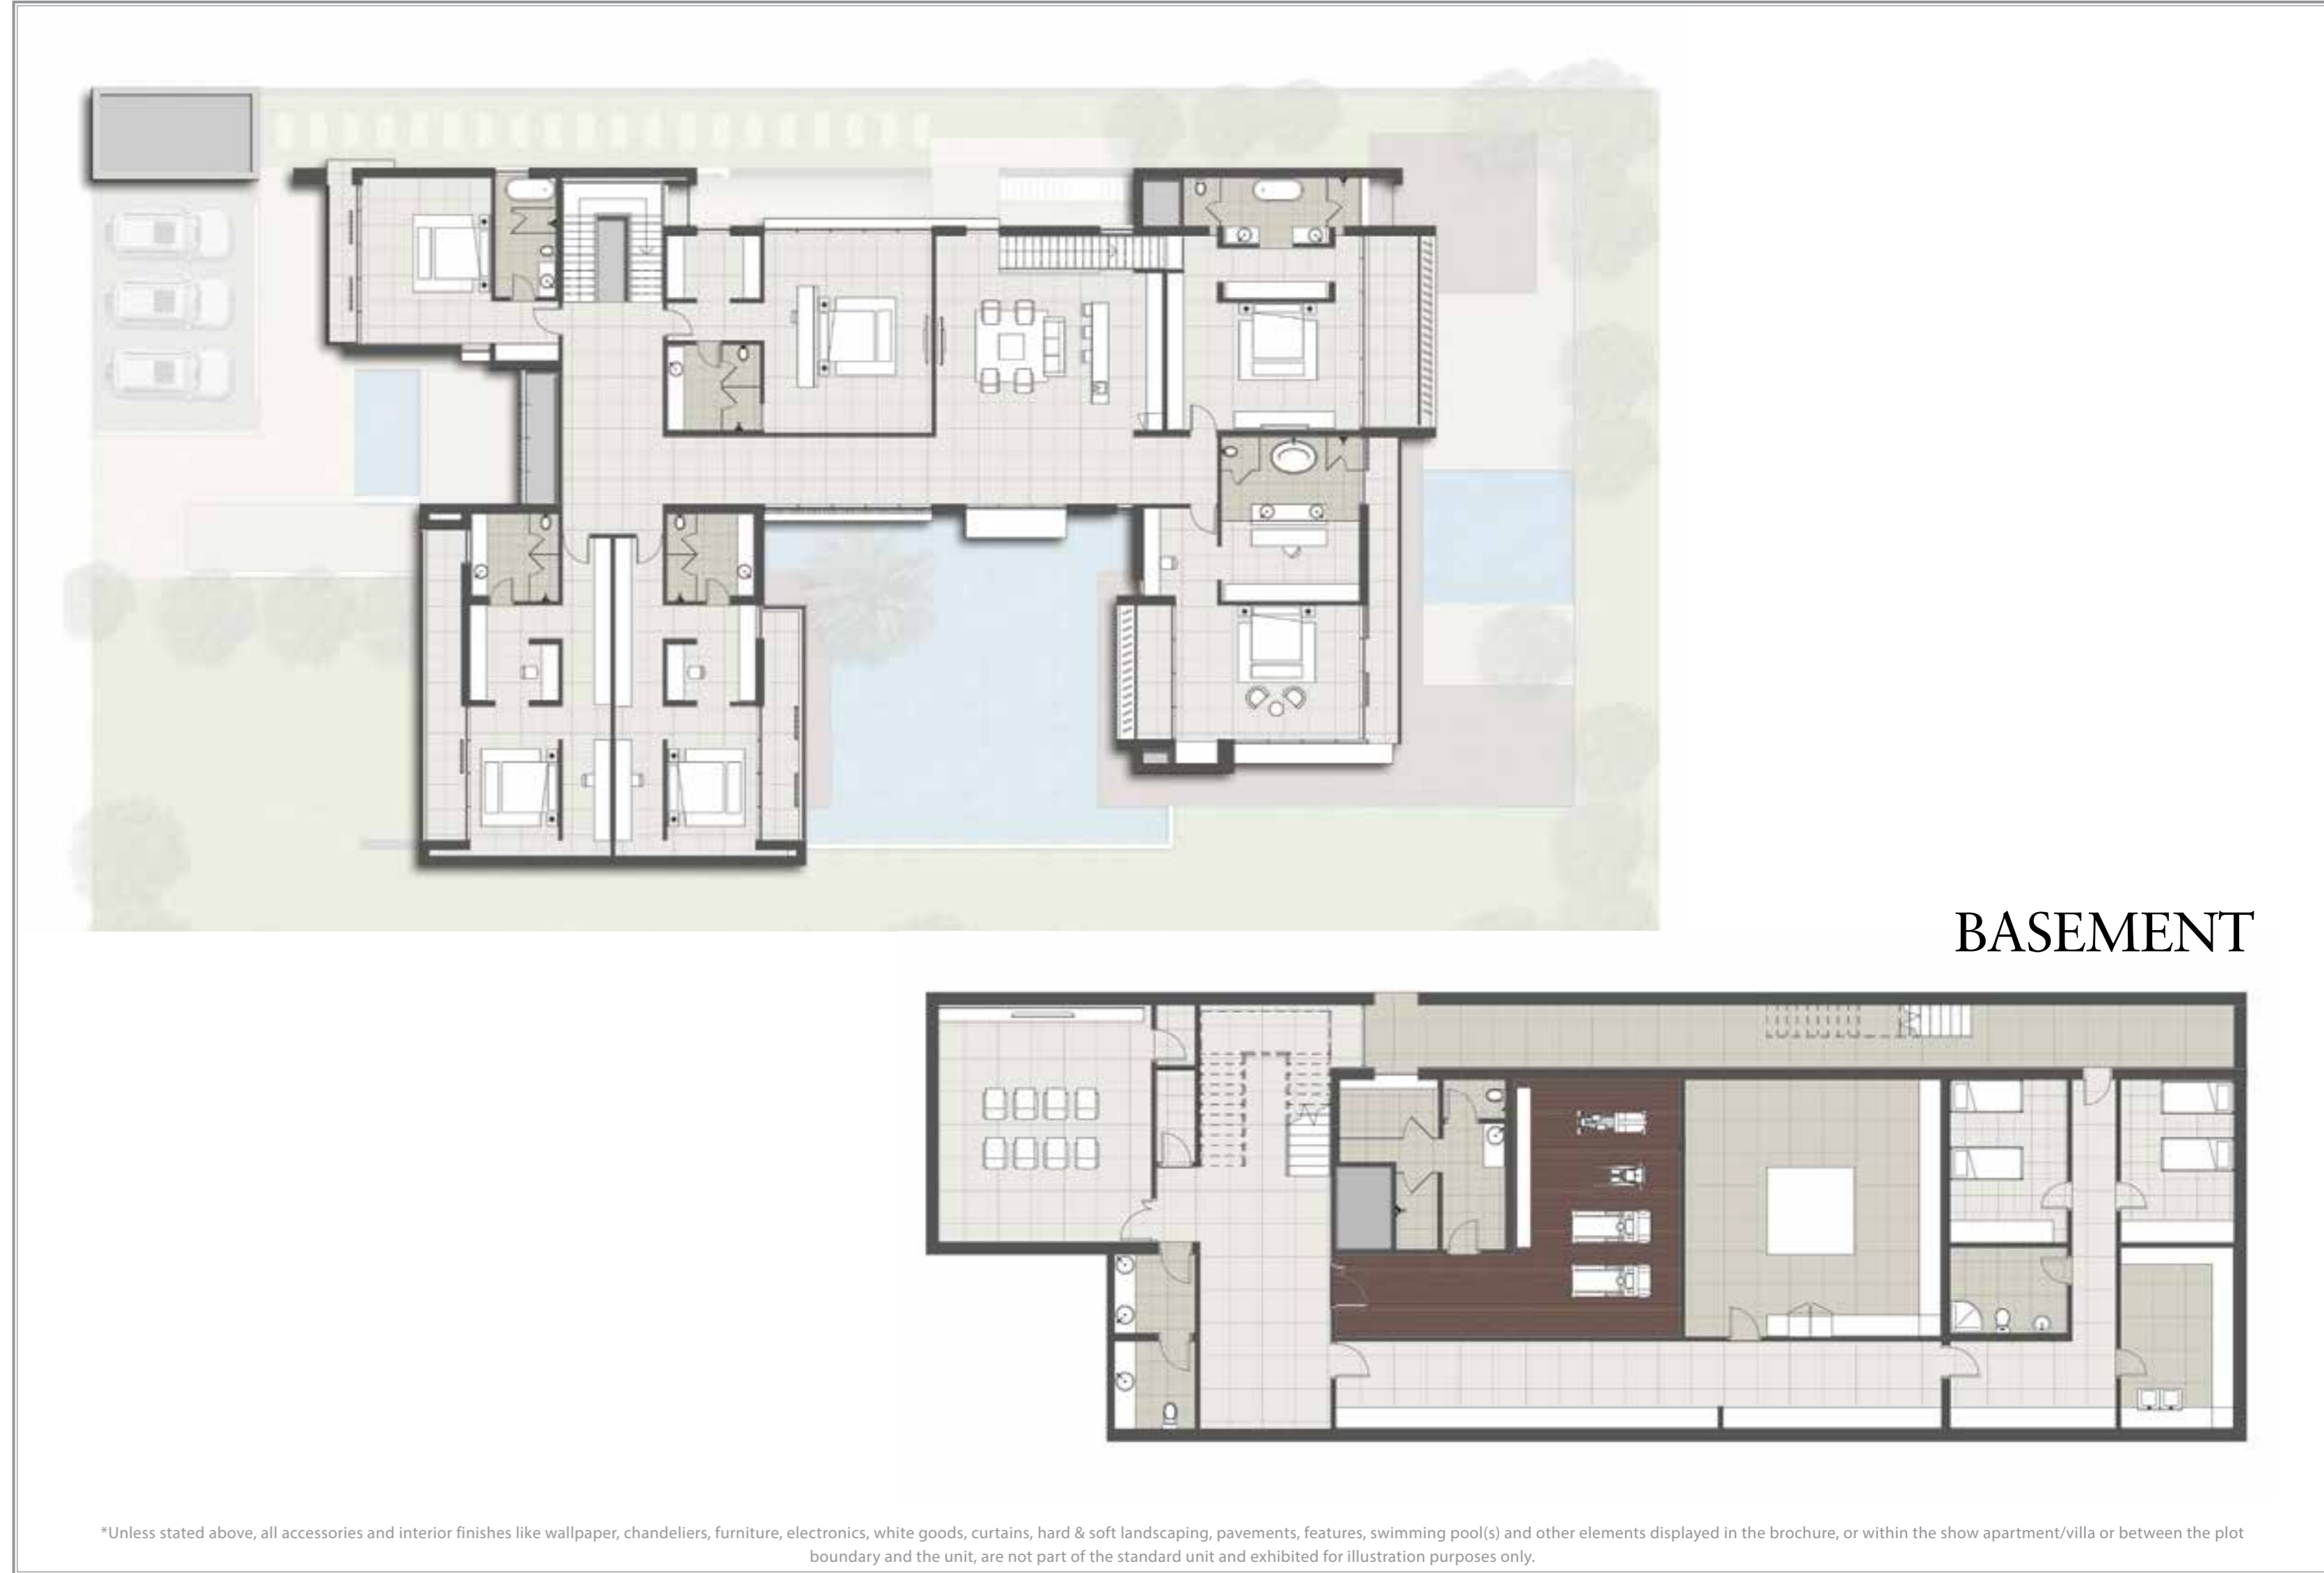 BASEMENT
*Unless stated above, all accessories and interior finishes like wallpaper, chandeliers, furniture, electronics, white goods, curtains, hard & soft landscaping, pavements, features, swimming pool(s) and other elements displayed in the brochure, or within the show apartment/villa or between the plot
boundary and the unit, are not part of the standard unit and exhibited for illustration purposes only.